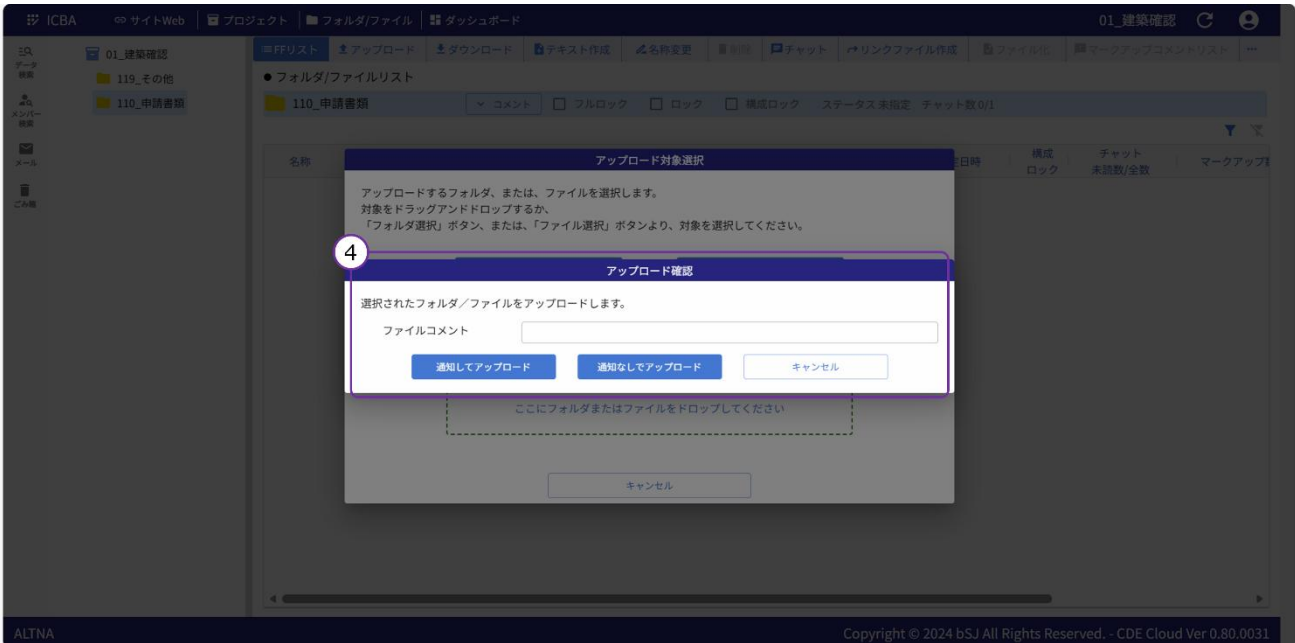 ICBA
サイトWeb
プロジェクト
フォルダ/ファイル
ダッシュボード
01_建築確認
データ
検索
メンバー
検索
メール
ごみ箱
01_建築確認
119_その他
110_申請書類
FFリスト
アップロード
ダウンロード
テキスト作成
名称変更
削除
チャット
リンクファイル作成
ファイル化
マークアップコメントリスト
フォルダ/ファイルリスト
110_申請書類
コメント
フルロック
ロック
構成ロック
ステータス 未指定 チャット数 0/1
名称
日時
構成
ロック
チャット
未読数/全数
マークアップ
アップロード対象選択
アップロードするフォルダ、または、ファイルを選択します。
対象をドラッグアンドドロップするか、
「フォルダ選択」ボタン、または、「ファイル選択」ボタンより、対象を選択してください。
4
アップロード確認
選択されたフォルダ／ファイルをアップロードします。
ファイルコメント
通知してアップロード
通知なしでアップロード
キャンセル
ここにフォルダまたはファイルをドロップしてください
キャンセル
ALTNA
Copyright © 2024 bSJ All Rights Reserved. - CDE Cloud Ver 0.80.0031